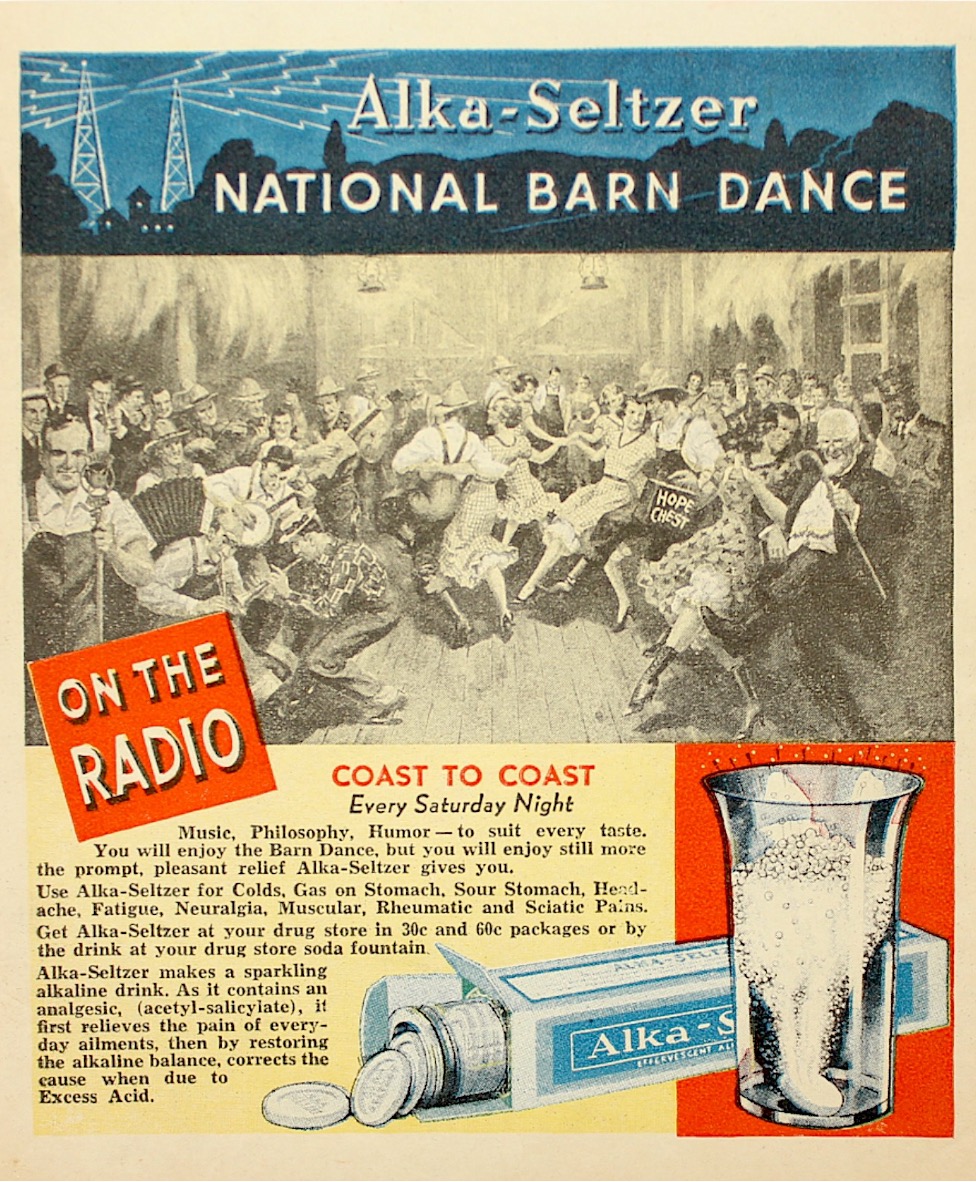 Alka-Seltzer
NATIONAL BARN DANCE
HOPE
CHEST
ON THE
RADIO
COAST TO COAST
Every Saturday Night
Music, Philosophy, Humor — to suit every taste.
You will enjoy the Barn Dance, but you will enjoy still more
the prompt, pleasant relief Alka-Seltzer gives you.
Use Alka-Seltzer for Colds, Gas on Stomach, Sour Stomach, Head-
ache, Fatigue, Neuralgia, Muscular, Rheumatic and Sciatic Pains.
Get Alka-Seltzer at your drug store in 30c and 60c packages or by
the drink at your drug store soda fountain.
Alka-Seltzer makes a sparkling
alkaline drink. As it contains an
analgesic, (acetyl-salicylate), it
first relieves the pain of every-
day ailments, then by restoring
the alkaline balance, corrects the
cause when due to
Excess Acid.
ALKA-SELT
Alka-S
EFFERVESCENT AL